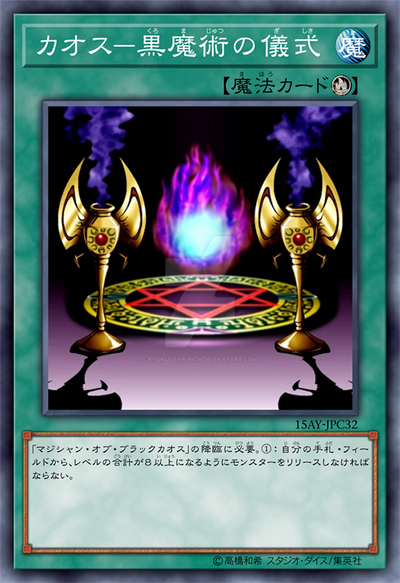 カオス－黒魔術の儀式
魔
【魔法カード】
15AY-JPC32
「マジシャン・オブ・ブラックカオス」の降臨に必要。①：自分の手札・フィ
ールドから、レベルの合計が８以上になるようにモンスターをリリースしなければ
ならない。
©高橋和希 スタジオ・ダイス/集英社